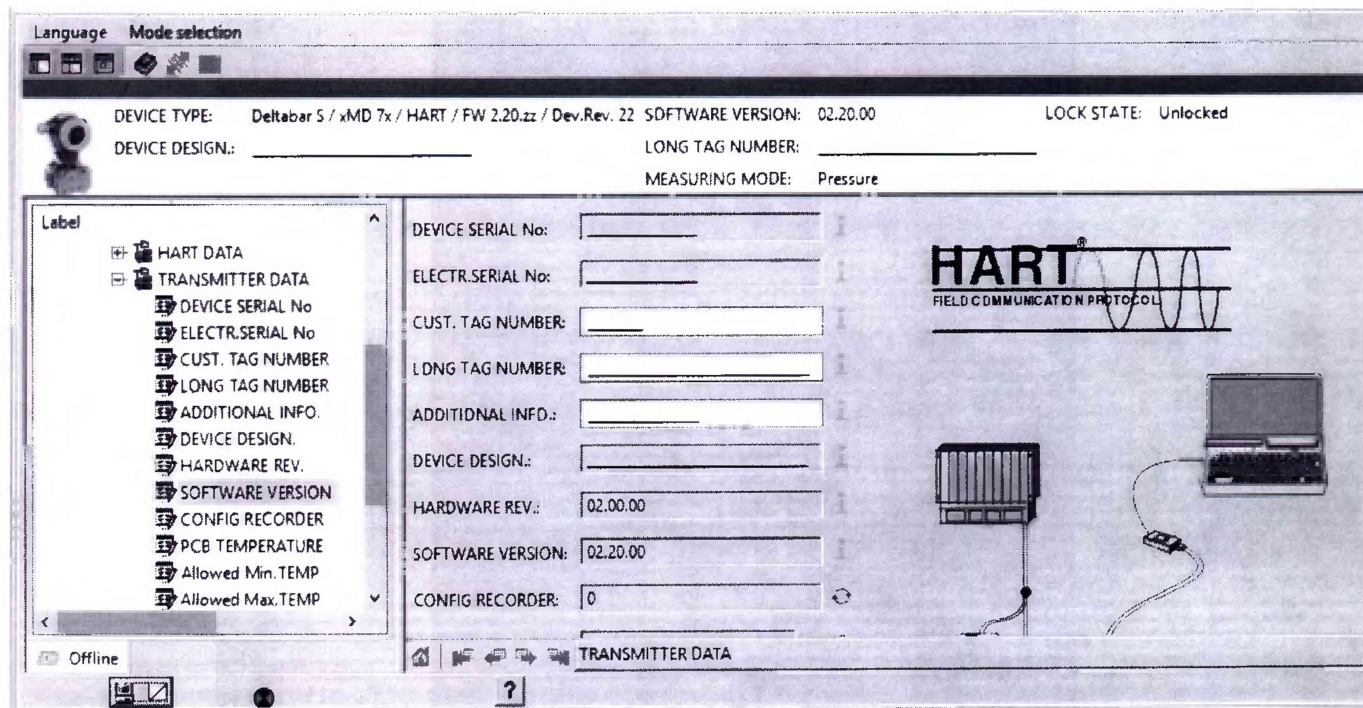 Language Mode selection
DEVICE TYPE: Deltabar S / xMD 7x / HART / FW 2.20.zz / Dev.Rev. 22 SOFTWARE VERSION: 02.20.00 LOCK STATE: Unlocked
DEVICE DESIGN.: LONG TAG NUMBER:
MEASURING MODE: Pressure
Label
HART DATA
TRANSMITTER DATA
DEVICE SERIAL No
ELECTR.SERIAL No
CUST. TAG NUMBER
LONG TAG NUMBER
ADDITIONAL INFO.
DEVICE DESIGN.
HARDWARE REV.
SOFTWARE VERSION
CONFIG RECORDER
PCB TEMPERATURE
Allowed Min.TEMP
Allowed Max.TEMP
Offline
DEVICE SERIAL No:
ELECTR.SERIAL No:
CUST. TAG NUMBER:
LONG TAG NUMBER:
ADDITIONAL INFO.:
DEVICE DESIGN.:
HARDWARE REV.: 02.00.00
SOFTWARE VERSION: 02.20.00
CONFIG RECORDER: 0
TRANSMITTER DATA
HART®
FIELD COMMUNICATION PROTOCOL
?